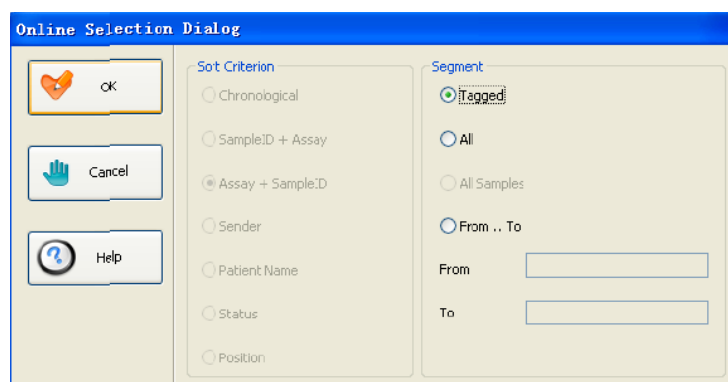 Online Selection Dialog
OK
Cancel
Help
Sort Criterion
Chronological
SampleID + Assay
Assay + SampleID
Sender
Patient Name
Status
Position
Segment
Tagged
All
All Samples
From .. To
From
To